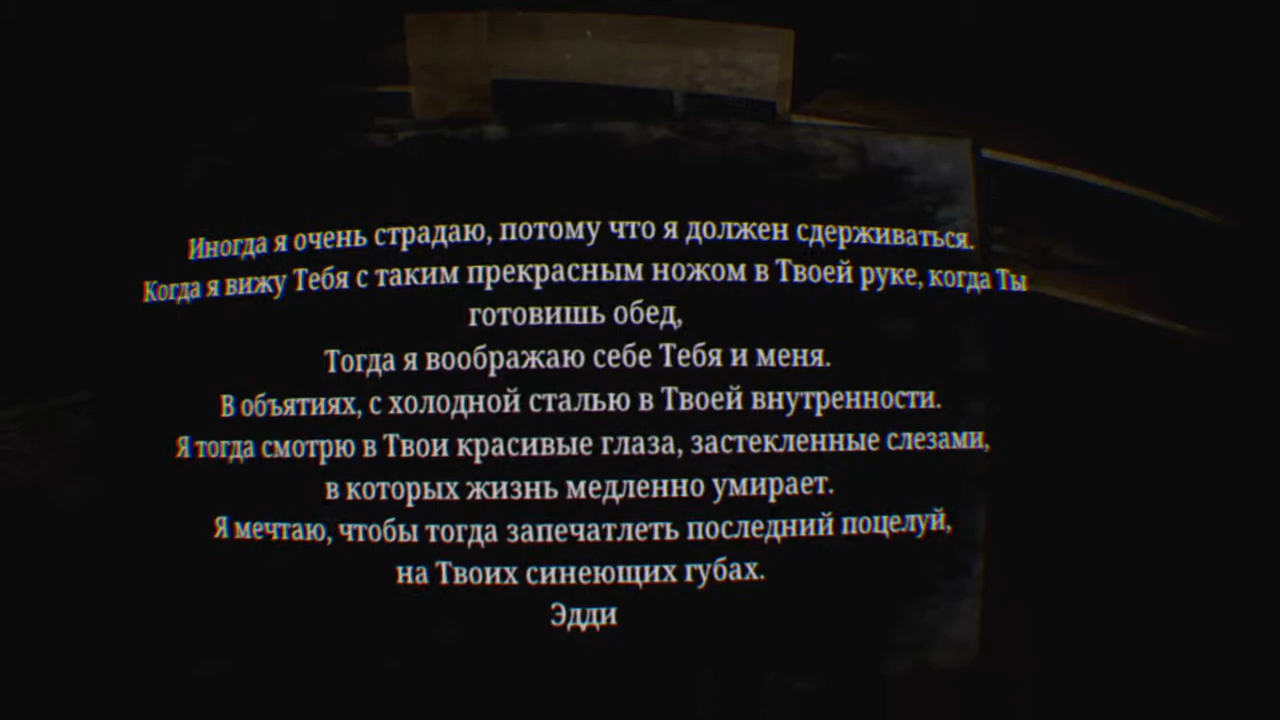 Иногда я очень страдаю, потому что я должен сдерживаться.
Когда я вижу Тебя с таким прекрасным ножом в Твоей руке, когда Ты
готовишь обед,
Тогда я воображаю себе Тебя и меня.
В объятиях, с холодной сталью в Твоей внутренности.
Я тогда смотрю в Твои красивые глаза, застекленные слезами,
в которых жизнь медленно умирает.
Я мечтаю, чтобы тогда запечатлеть последний поцелуй,
на Твоих синеющих губах.
Эдди